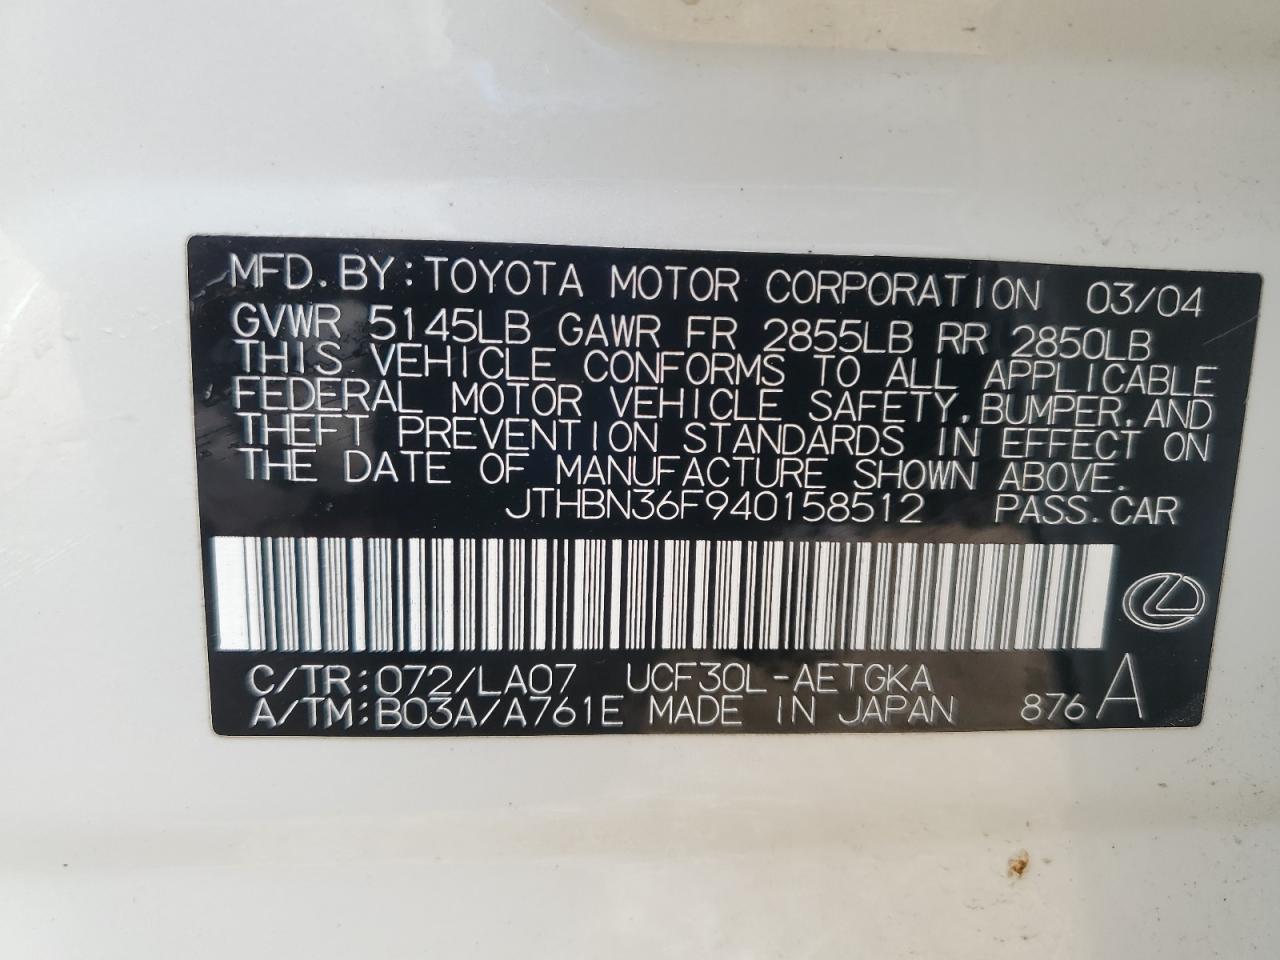 MFD. BY: TOYOTA MOTOR CORPORATION 03/04
GVWR 5145LB GAWR FR 2855LB RR 2850LB
THIS VEHICLE CONFORMS TO ALL APPLICABLE
FEDERAL MOTOR VEHICLE SAFETY, BUMPER, AND
THEFT PREVENTION STANDARDS IN EFFECT ON
THE DATE OF MANUFACTURE SHOWN ABOVE.
JTHBN36F940158512 PASS. CAR
C/TR: 072/LA07 UCF30L-AETGKA
A/TM: B03A/A761E MADE IN JAPAN 876 A